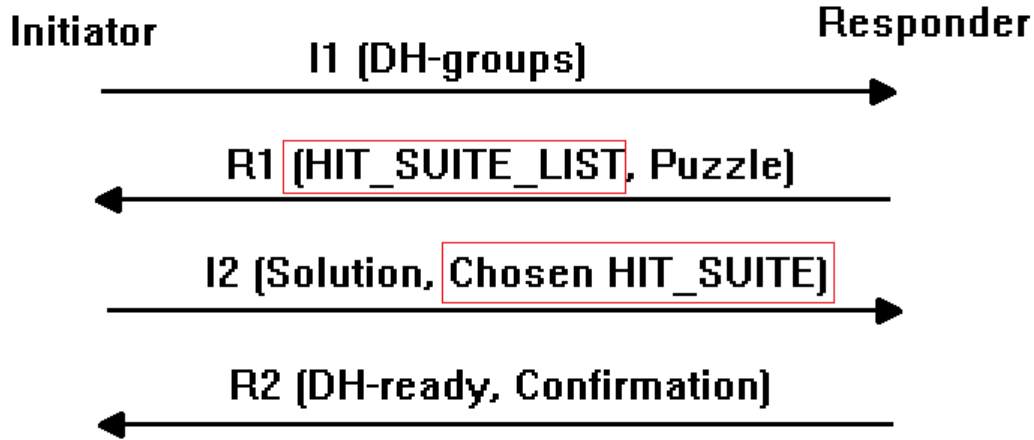 Initiator
Responder
I1 (DH-groups)
R1 (HIT_SUITE_LIST, Puzzle)
I2 (Solution, Chosen HIT_SUITE)
R2 (DH-ready, Confirmation)